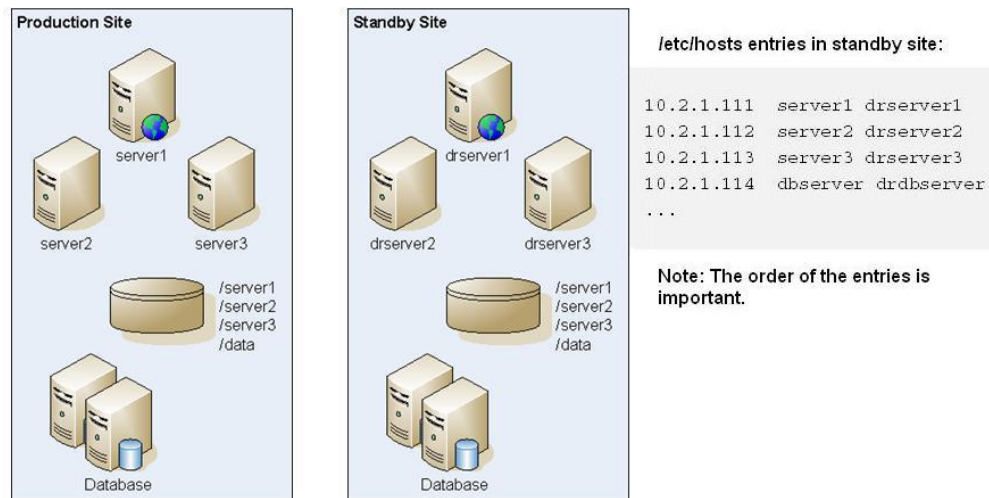 Production Site
server1
server2
server3
/server1
/server2
/server3
/data
Database
Standby Site
drserver1
drserver2
drserver3
/server1
/server2
/server3
/data
Database
/etc/hosts entries in standby site:
10.2.1.111 server1 drserver1
10.2.1.112 server2 drserver2
10.2.1.113 server3 drserver3
10.2.1.114 dbserver drdbserver
...
Note: The order of the entries is
important.